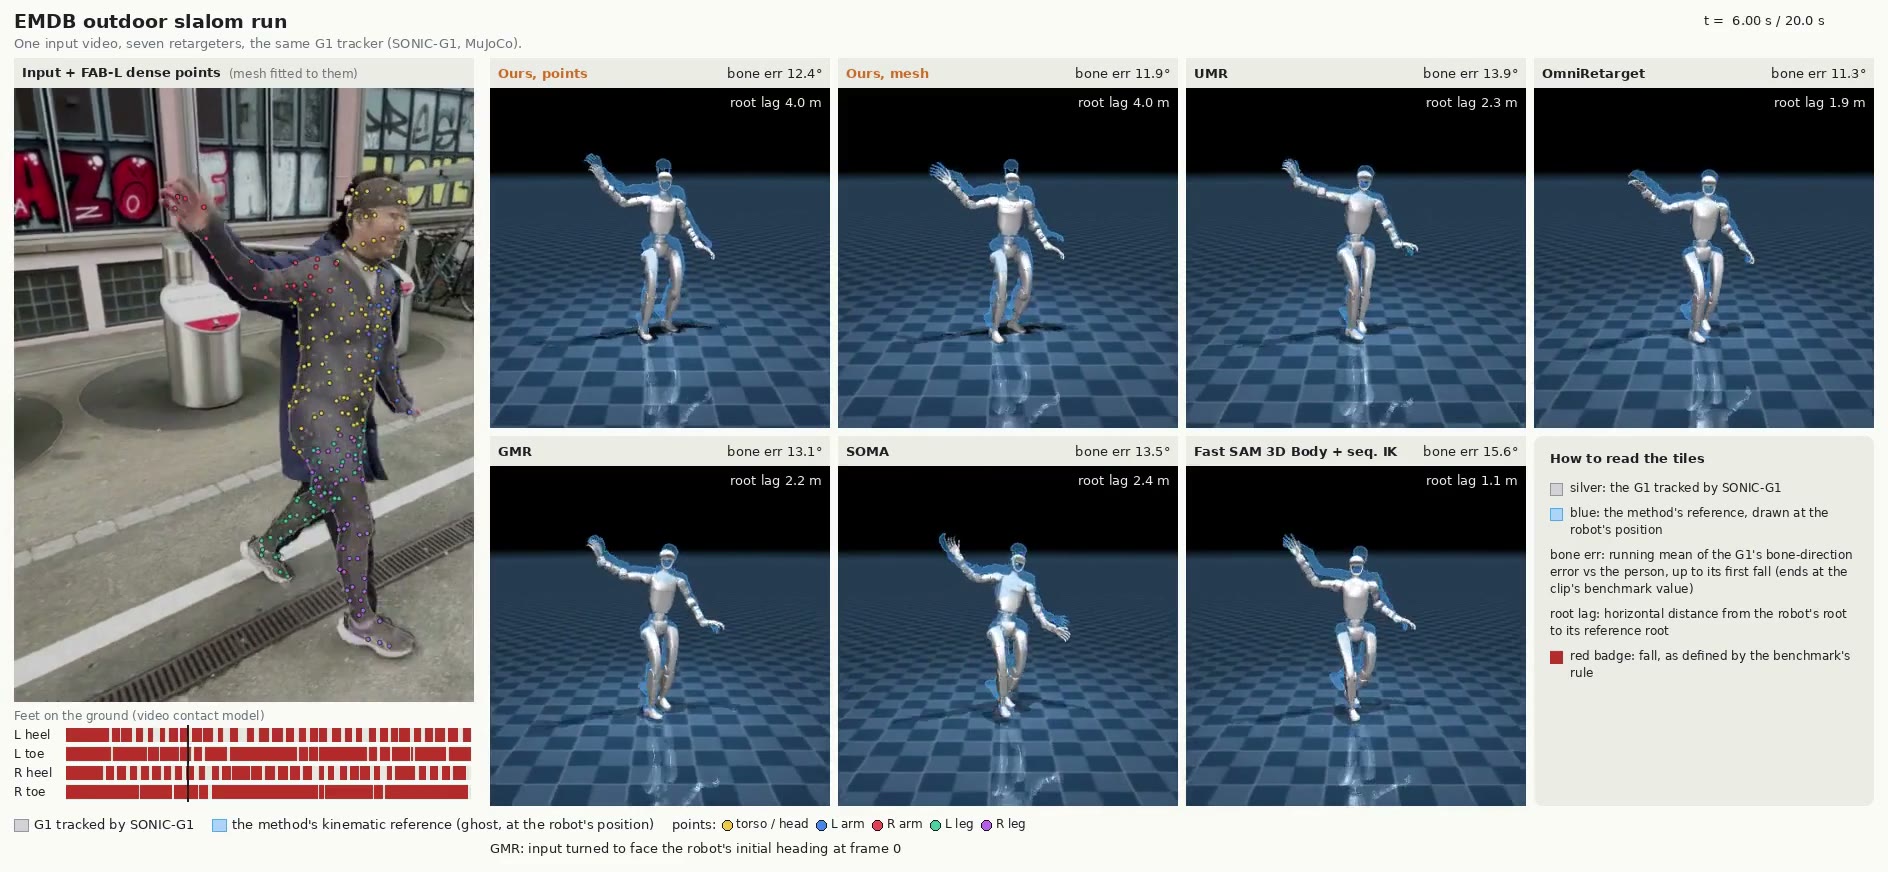 EMDB outdoor slalom run
t = 6.00 s / 20.0 s
One input video, seven retargeters, the same G1 tracker (SONIC-G1, MuJoCo).
Input + FAB-L dense points (mesh fitted to them)
Ours, points bone err 12.4°
root lag 4.0 m
Ours, mesh bone err 11.9°
root lag 4.0 m
UMR bone err 13.9°
root lag 2.3 m
OmniRetarget bone err 11.3°
root lag 1.9 m
GMR bone err 13.1°
root lag 2.2 m
SOMA bone err 13.5°
root lag 2.4 m
Fast SAM 3D Body + seq. IK bone err 15.6°
root lag 1.1 m
How to read the tiles
silver: the G1 tracked by SONIC-G1
blue: the method's reference, drawn at the
robot's position
bone err: running mean of the G1's bone-direction
error vs the person, up to its first fall (ends at the
clip's benchmark value)
root lag: horizontal distance from the robot's root
to its reference root
red badge: fall, as defined by the benchmark's
rule
Feet on the ground (video contact model)
L heel
L toe
R heel
R toe
G1 tracked by SONIC-G1 the method's kinematic reference (ghost, at the robot's position) points: torso / head L arm R arm L leg R leg
GMR: input turned to face the robot's initial heading at frame 0